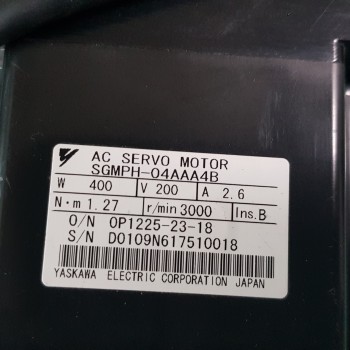 AC SERVO MOTOR
SGMPH-04AAA4B
W 400 V 200 A 2.6
N·m 1.27 r/min 3000 Ins.B
O/N OP1225-23-18
S/N D0109N617510018
YASKAWA ELECTRIC CORPORATION JAPAN